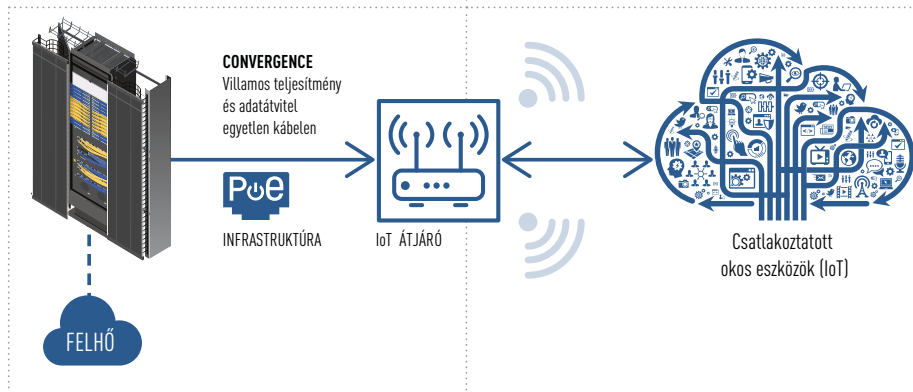 CONVERGENCE
Villamos teljesítmény
és adatátvitel
egyetlen kábelen
PoE
INFRASTRUKTÚRA
IoT ÁTJÁRÓ
Csatlakoztatott
okos eszközök (IoT)
FELHŐ